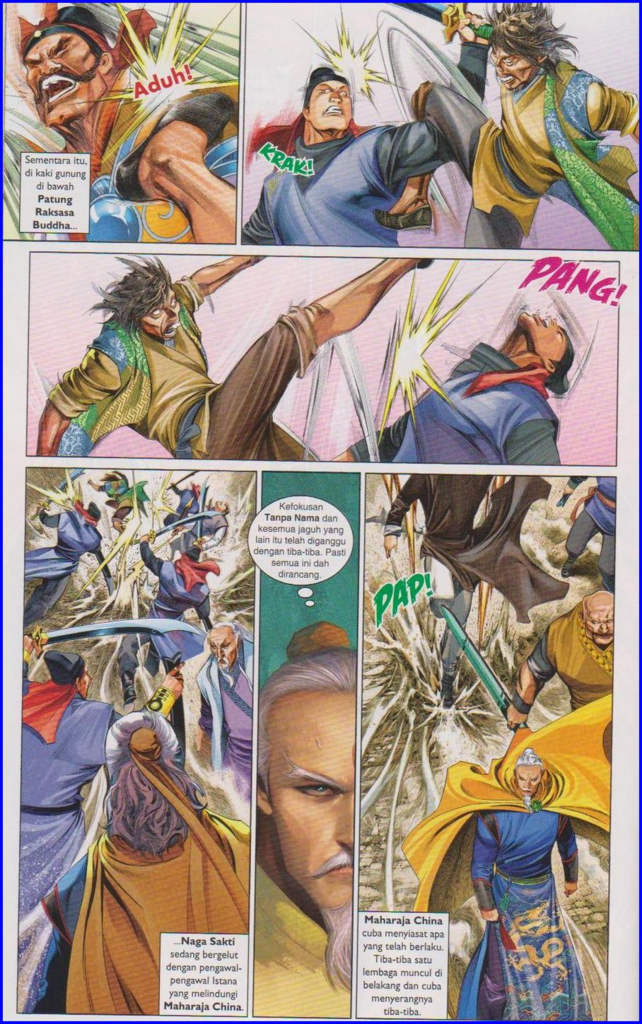 Aduh!
Sementara itu,
di kaki gunung
di bawah
Patung
Raksasa
Buddha...
KRAK!
PANG!
Kefokusan
Tanpa Nama dan
kesemua jaguh yang
lain itu telah diganggu
dengan tiba-tiba. Pasti
semua ini dah
dirancang.
...Naga Sakti
sedang bergelut
dengan pengawal-
pengawal Istana
yang melindungi
Maharaja China.
PAP!
Maharaja China
cuba menyiasat apa
yang telah berlaku.
Tiba-tiba satu
lembaga muncul di
belakang dan cuba
menyerangnya
tiba-tiba.